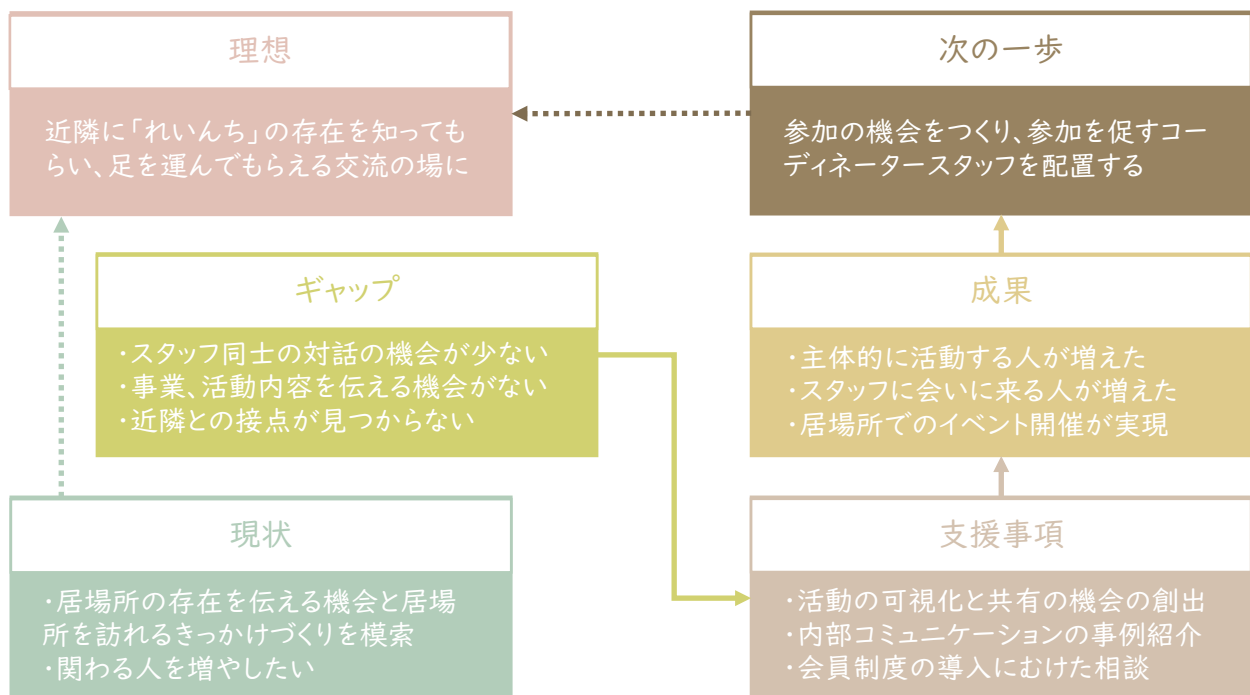 理想
近隣に「れいんち」の存在を知っても
らい、足を運んでもらえる交流の場に
次の一歩
参加の機会をつくり、参加を促すコー
ディネータースタッフを配置する
ギャップ
・スタッフ同士の対話の機会が少ない
・事業、活動内容を伝える機会がない
・近隣との接点が見つからない
成果
・主体的に活動する人が増えた
・スタッフに会いに来る人が増えた
・居場所でのイベント開催が実現
現状
・居場所の存在を伝える機会と居場
所を訪れるきっかけづくりを模索
・関わる人を増やしたい
支援事項
・活動の可視化と共有の機会の創出
・内部コミュニケーションの事例紹介
・会員制度の導入にむけた相談